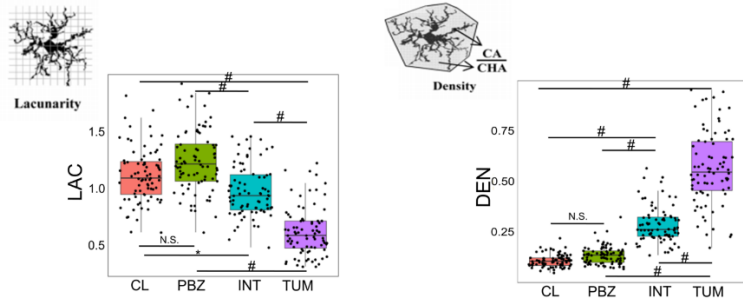 Lacunarity
#
#
#
LAC
1.5
1.0
0.5
N.S.
*
#
CL PBZ INT TUM
CA
CHA
Density
#
#
#
DEN
0.75
0.50
0.25
N.S.
#
#
CL PBZ INT TUM